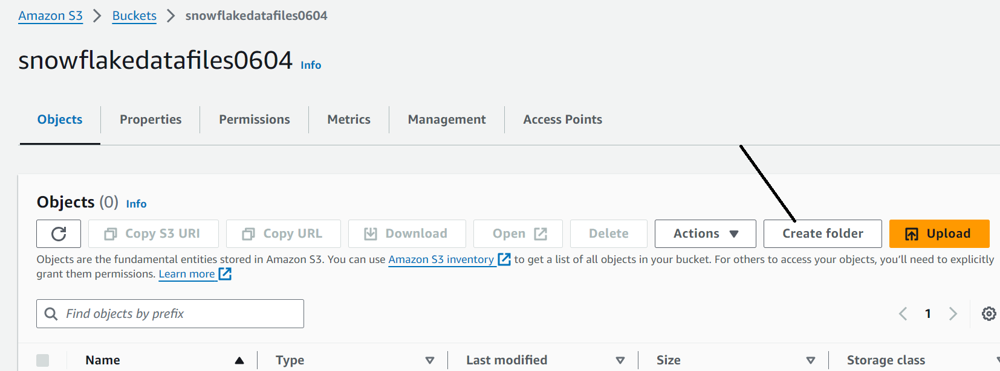 Amazon S3 > Buckets > snowflakedatafiles0604
snowflakedatafiles0604 Info
Objects Properties Permissions Metrics Management Access Points
Objects (0) Info
Copy S3 URI Copy URL Download Open Delete Actions Create folder Upload
Objects are the fundamental entities stored in Amazon S3. You can use Amazon S3 inventory to get a list of all objects in your bucket. For others to access your objects, you’ll need to explicitly
grant them permissions. Learn more
Find objects by prefix
1
Name Type Last modified Size Storage class